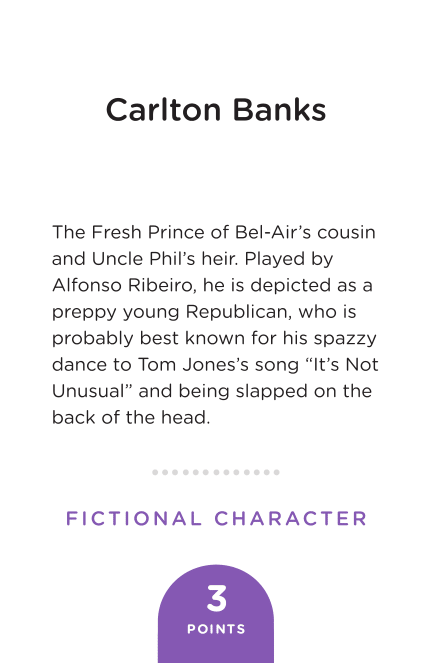 Carlton Banks
The Fresh Prince of Bel-Air’s cousin
and Uncle Phil’s heir. Played by
Alfonso Ribeiro, he is depicted as a
preppy young Republican, who is
probably best known for his spazzy
dance to Tom Jones’s song “It’s Not
Unusual” and being slapped on the
back of the head.
FICTIONAL CHARACTER
3
POINTS